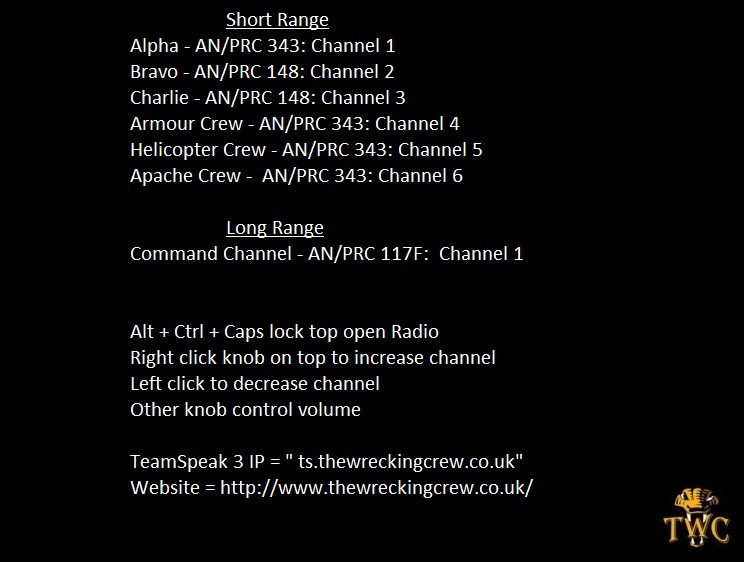 Short Range
Alpha - AN/PRC 343: Channel 1
Bravo - AN/PRC 148: Channel 2
Charlie - AN/PRC 148: Channel 3
Armour Crew - AN/PRC 343: Channel 4
Helicopter Crew - AN/PRC 343: Channel 5
Apache Crew -  AN/PRC 343: Channel 6
Long Range
Command Channel - AN/PRC 117F:  Channel 1
Alt + Ctrl + Caps lock top open Radio
Right click knob on top to increase channel
Left click to decrease channel
Other knob control volume
TeamSpeak 3 IP = " ts.thewreckingcrew.co.uk"
Website = http://www.thewreckingcrew.co.uk/
TWC